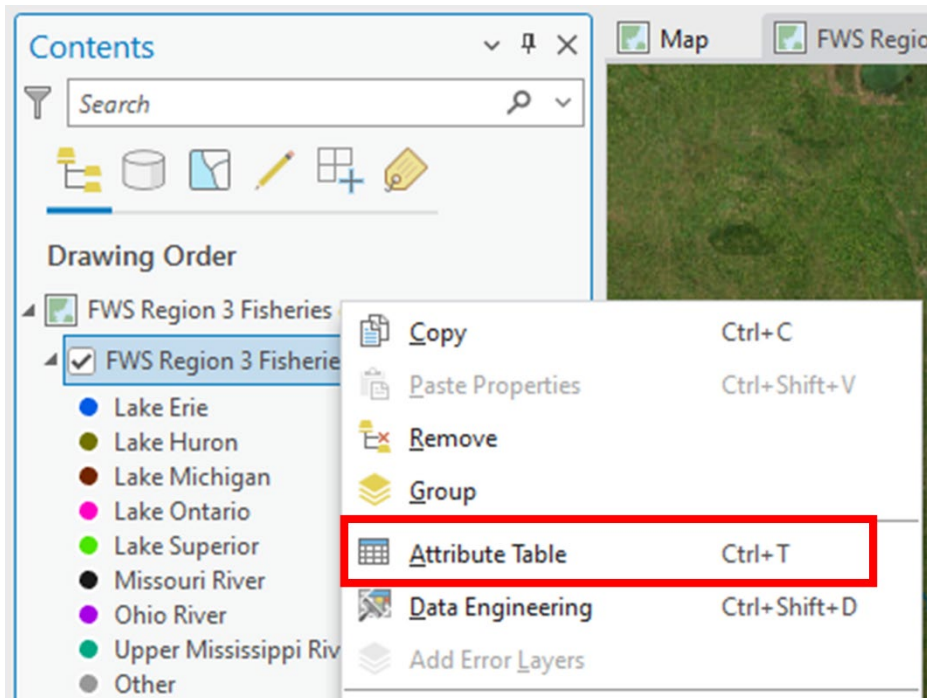 Contents
Map
FWS Regio
Search
Drawing Order
FWS Region 3 Fisheries
FWS Region 3 Fisherie
Lake Erie
Lake Huron
Lake Michigan
Lake Ontario
Lake Superior
Missouri River
Ohio River
Upper Mississippi Riv
Other
Copy Ctrl+C
Paste Properties Ctrl+Shift+V
Remove
Group
Attribute Table Ctrl+T
Data Engineering Ctrl+Shift+D
Add Error Layers